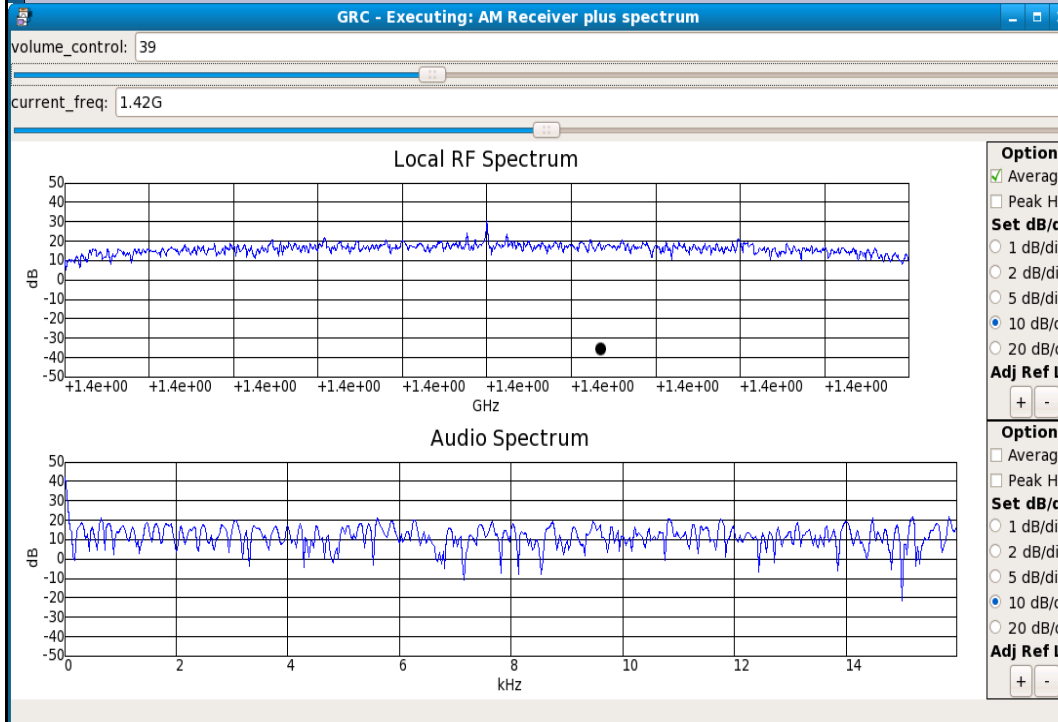 GRC - Executing: AM Receiver plus spectrum
volume_control: 39
current_freq: 1.42G
Local RF Spectrum
50
40
30
20
10
0
-10
-20
-30
-40
-50
dB
+1.4e+00 +1.4e+00 +1.4e+00 +1.4e+00 +1.4e+00 +1.4e+00 +1.4e+00 +1.4e+00 +1.4e+00 +1.4e+00
GHz
Option
Averag
Peak H
Set dB/d
1 dB/di
2 dB/di
5 dB/di
10 dB/d
20 dB/d
Adj Ref L
+ -
Audio Spectrum
50
40
30
20
10
0
-10
-20
-30
-40
-50
dB
0 2 4 6 8 10 12 14
kHz
Option
Averag
Peak H
Set dB/d
1 dB/di
2 dB/di
5 dB/di
10 dB/d
20 dB/d
Adj Ref L
+ -